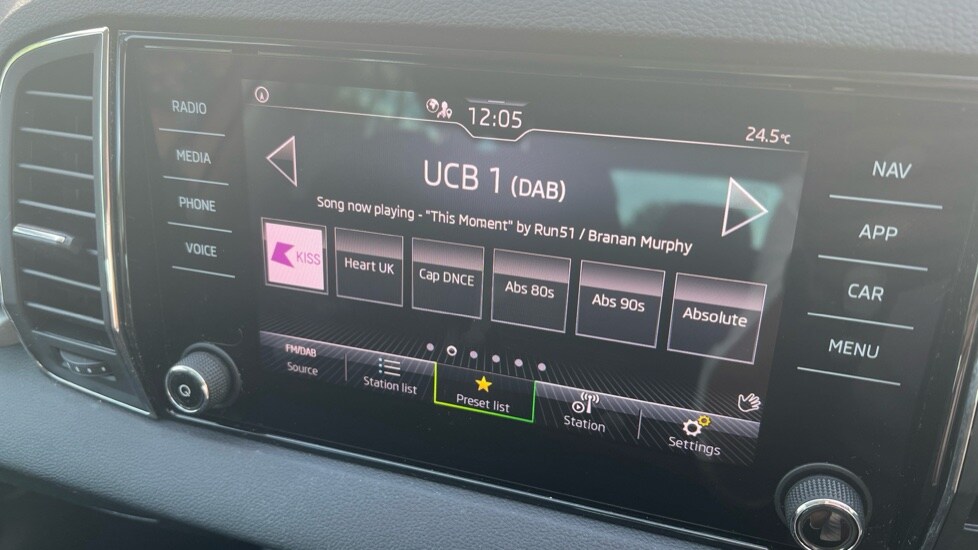 RADIO
MEDIA
PHONE
VOICE
12:05
24.5°C
UCB 1 (DAB)
Song now playing - "This Moment" by Run51 / Branan Murphy
KISS
Heart UK
Cap DNCE
Abs 80s
Abs 90s
Absolute
FM/DAB
Source
Station list
Preset list
Station
Settings
NAV
APP
CAR
MENU